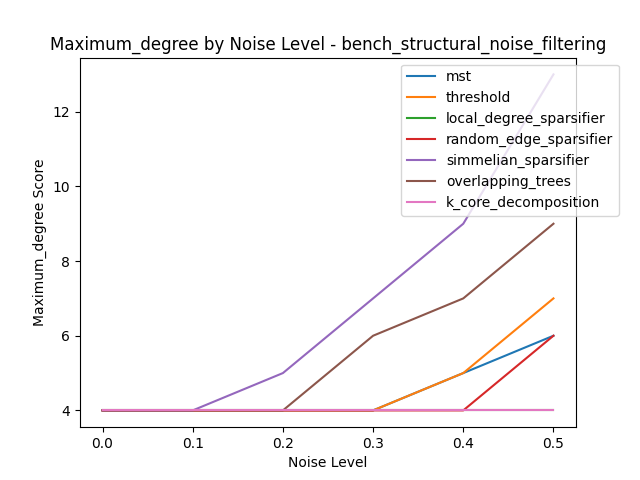 Maximum_degree by Noise Level - bench_structural_noise_filtering
mst
threshold
local_degree_sparsifier
random_edge_sparsifier
simmelian_sparsifier
overlapping_trees
k_core_decomposition
Maximum_degree Score
12
10
8
6
4
0.0 0.1 0.2 0.3 0.4 0.5
Noise Level